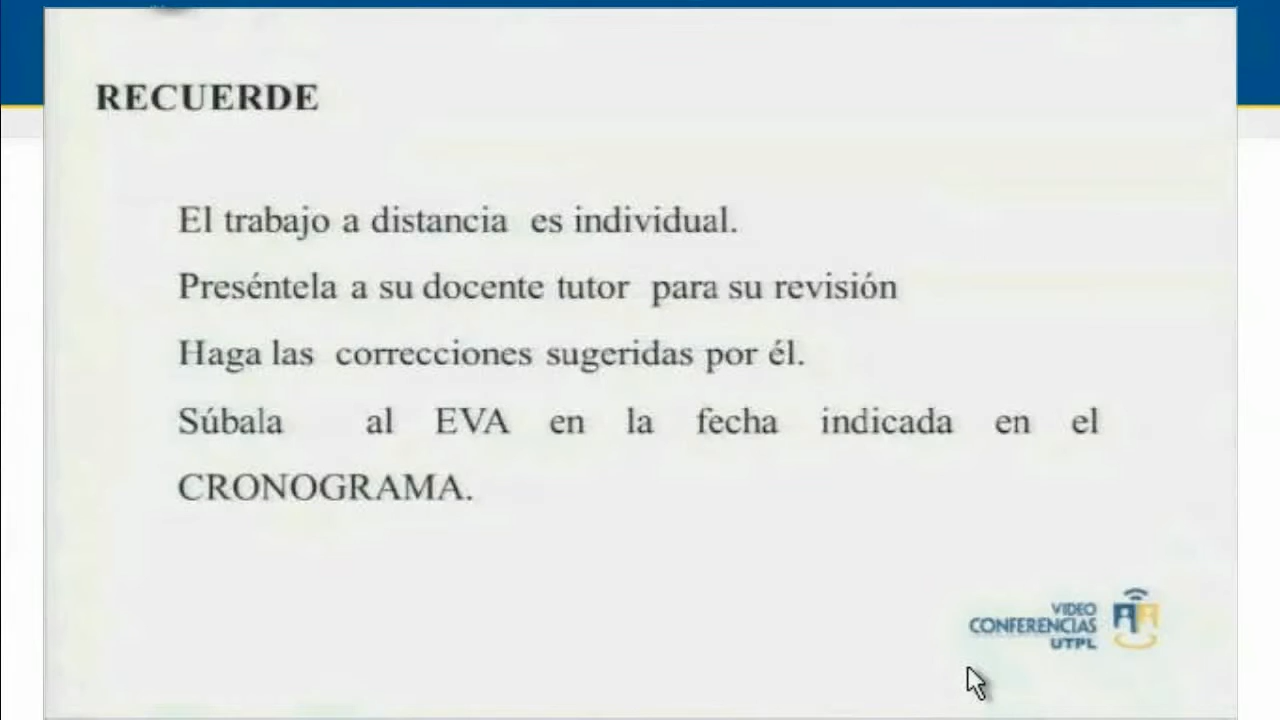 RECUERDE
El trabajo a distancia es individual.
Preséntela a su docente tutor para su revisión
Haga las correcciones sugeridas por él.
Súbala al EVA en la fecha indicada en el
CRONOGRAMA.
VIDEO
CONFERENCIAS
UTPL